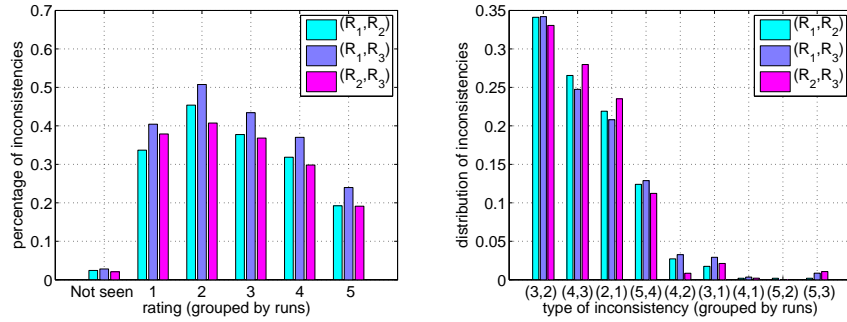 0.7
0.6
0.5
0.4
0.3
0.2
0.1
0
percentage of inconsistencies
Not seen 1 2 3 4 5
rating (grouped by runs)
(R1,R2)
(R1,R3)
(R2,R3)
0.35
0.3
0.25
0.2
0.15
0.1
0.05
0
distribution of inconsistencies
(3,2) (4,3) (2,1) (5,4) (4,2) (3,1) (4,1) (5,2) (5,3)
type of inconsistency (grouped by runs)
(R1,R2)
(R1,R3)
(R2,R3)